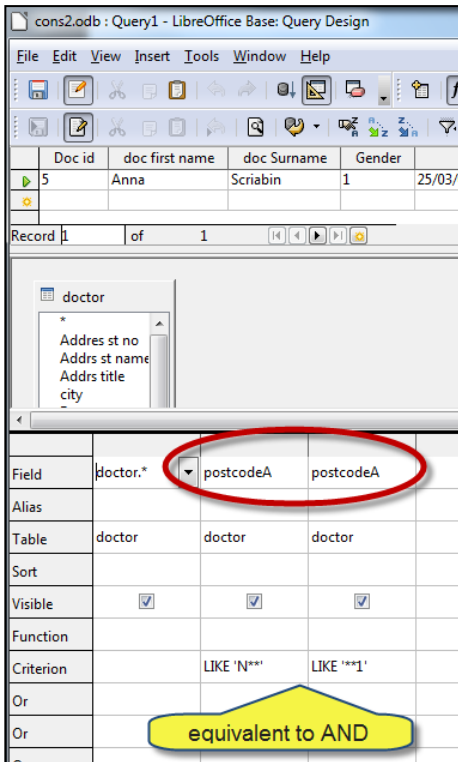 cons2.odb : Query1 - LibreOffice Base: Query Design
File Edit View Insert Tools Window Help
Doc id doc first name doc Surname Gender
5 Anna Scriabin 1 25/03/
Record 1 of 1
doctor
*
Addres st no
Addrs st name
Addrs title
city
Field doctor.* postcodeA postcodeA
Alias
Table doctor doctor doctor
Sort
Visible
Function
Criterion LIKE 'N**' LIKE '**1'
Or
Or
equivalent to AND